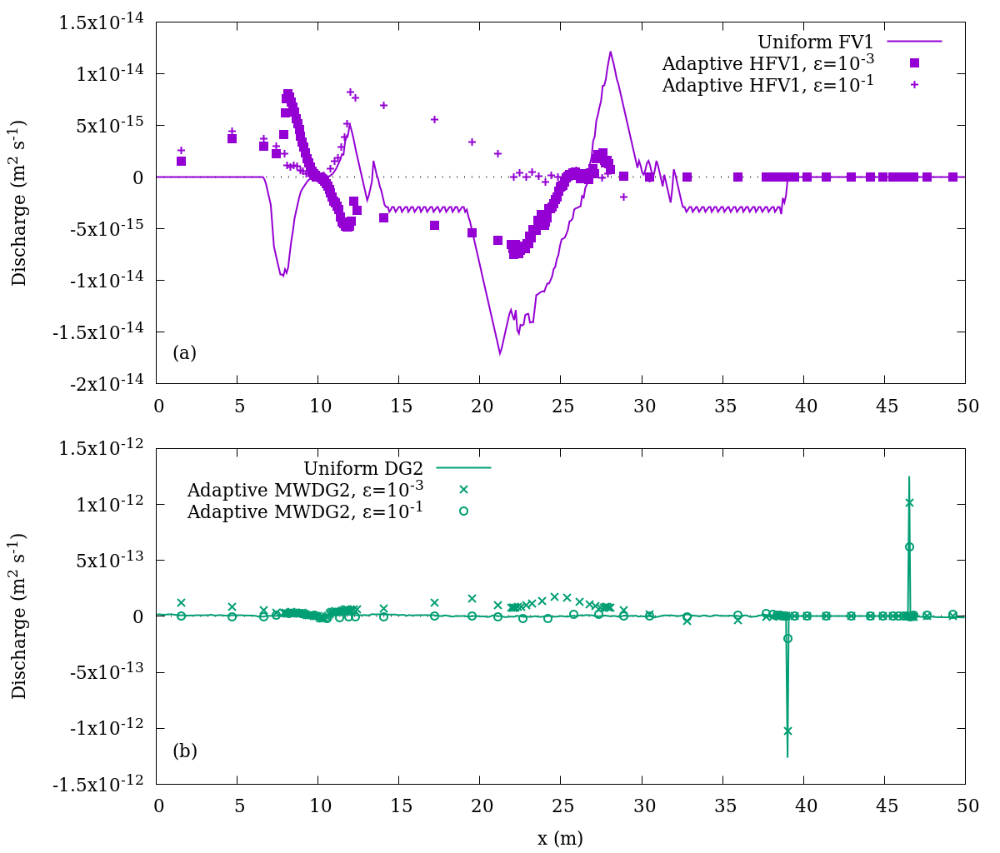 1.5x10^-14
1x10^-14
5x10^-15
0
-5x10^-15
-1x10^-14
-1.5x10^-14
-2x10^-14
Discharge (m^2 s^-1)
Uniform FV1
Adaptive HFV1, ε=10^-3
Adaptive HFV1, ε=10^-1
(a)
0 5 10 15 20 25 30 35 40 45 50
1.5x10^-12
1x10^-12
5x10^-13
0
-5x10^-13
-1x10^-12
-1.5x10^-12
Discharge (m^2 s^-1)
Uniform DG2
Adaptive MWDG2, ε=10^-3
Adaptive MWDG2, ε=10^-1
(b)
0 5 10 15 20 25 30 35 40 45 50
x (m)